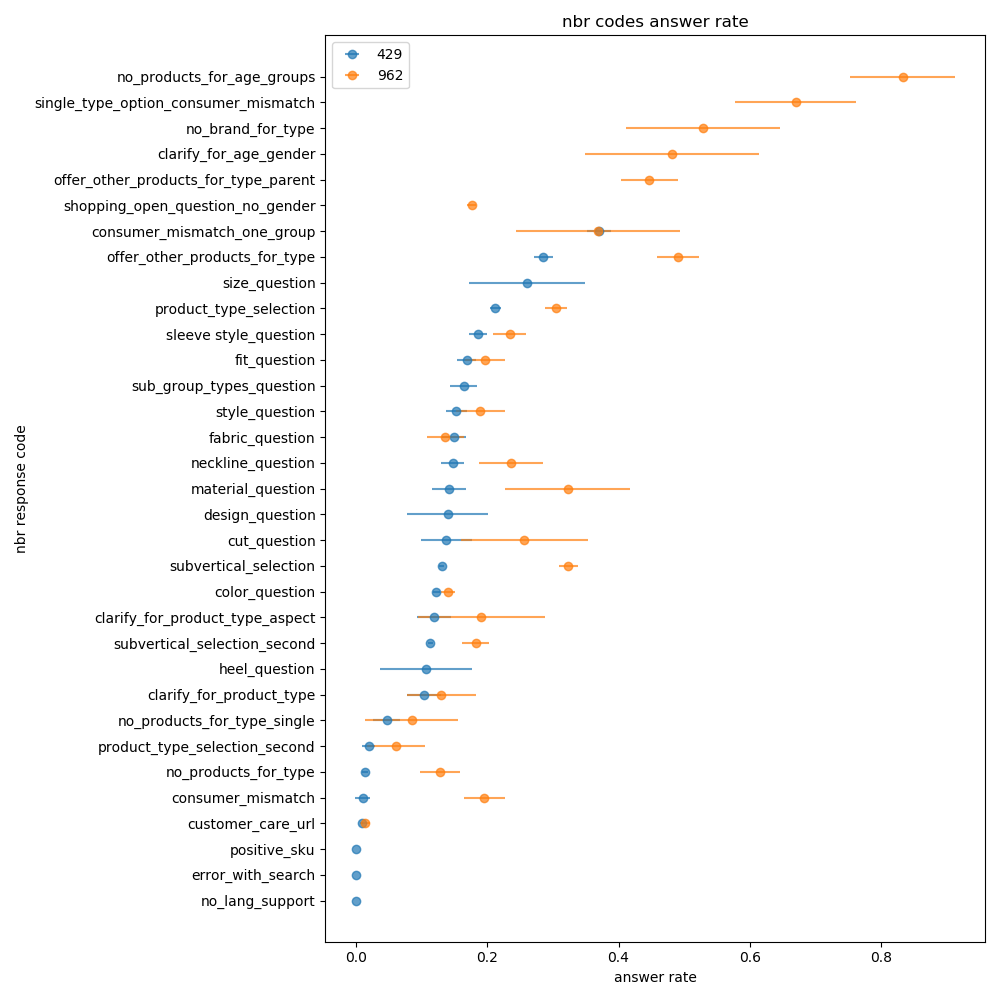 nbr codes answer rate
429
962
no_products_for_age_groups
single_type_option_consumer_mismatch
no_brand_for_type
clarify_for_age_gender
offer_other_products_for_type_parent
shopping_open_question_no_gender
consumer_mismatch_one_group
offer_other_products_for_type
size_question
product_type_selection
sleeve style_question
fit_question
sub_group_types_question
style_question
fabric_question
neckline_question
material_question
design_question
cut_question
subvertical_selection
color_question
clarify_for_product_type_aspect
subvertical_selection_second
heel_question
clarify_for_product_type
no_products_for_type_single
product_type_selection_second
no_products_for_type
consumer_mismatch
customer_care_url
positive_sku
error_with_search
no_lang_support
nbr response code
0.0 0.2 0.4 0.6 0.8
answer rate